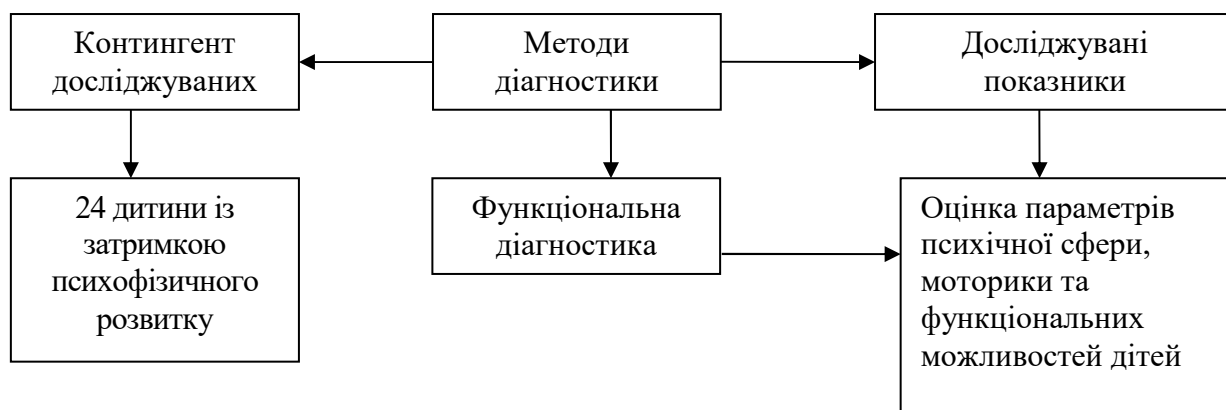 Контингент
досліджуваних
Методи
діагностики
Досліджувані
показники
24 дитини із
затримкою
психофізичного
розвитку
Функціональна
діагностика
Оцінка параметрів
психічної сфери,
моторики та
функціональних
можливостей дітей